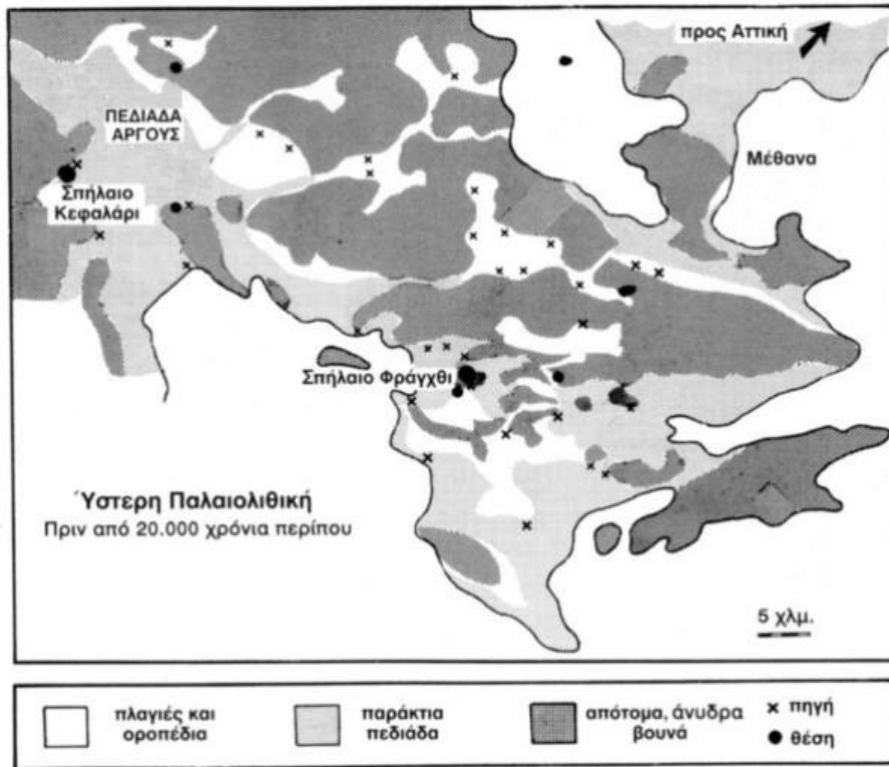 προς Αττική
ΠΕΔΙΑΔΑ
ΑΡΓΟΥΣ
Μέθανα
Σπήλαιο
Κεφαλάρι
Σπήλαιο Φράγχθι
Ύστερη Παλαιολιθική
Πριν από 20.000 χρόνια περίπου
5 χλμ.
πλαγιές και
οροπέδια
παράκτια
πεδιάδα
απότομα, άνυδρα
βουνά
πηγή
θέση